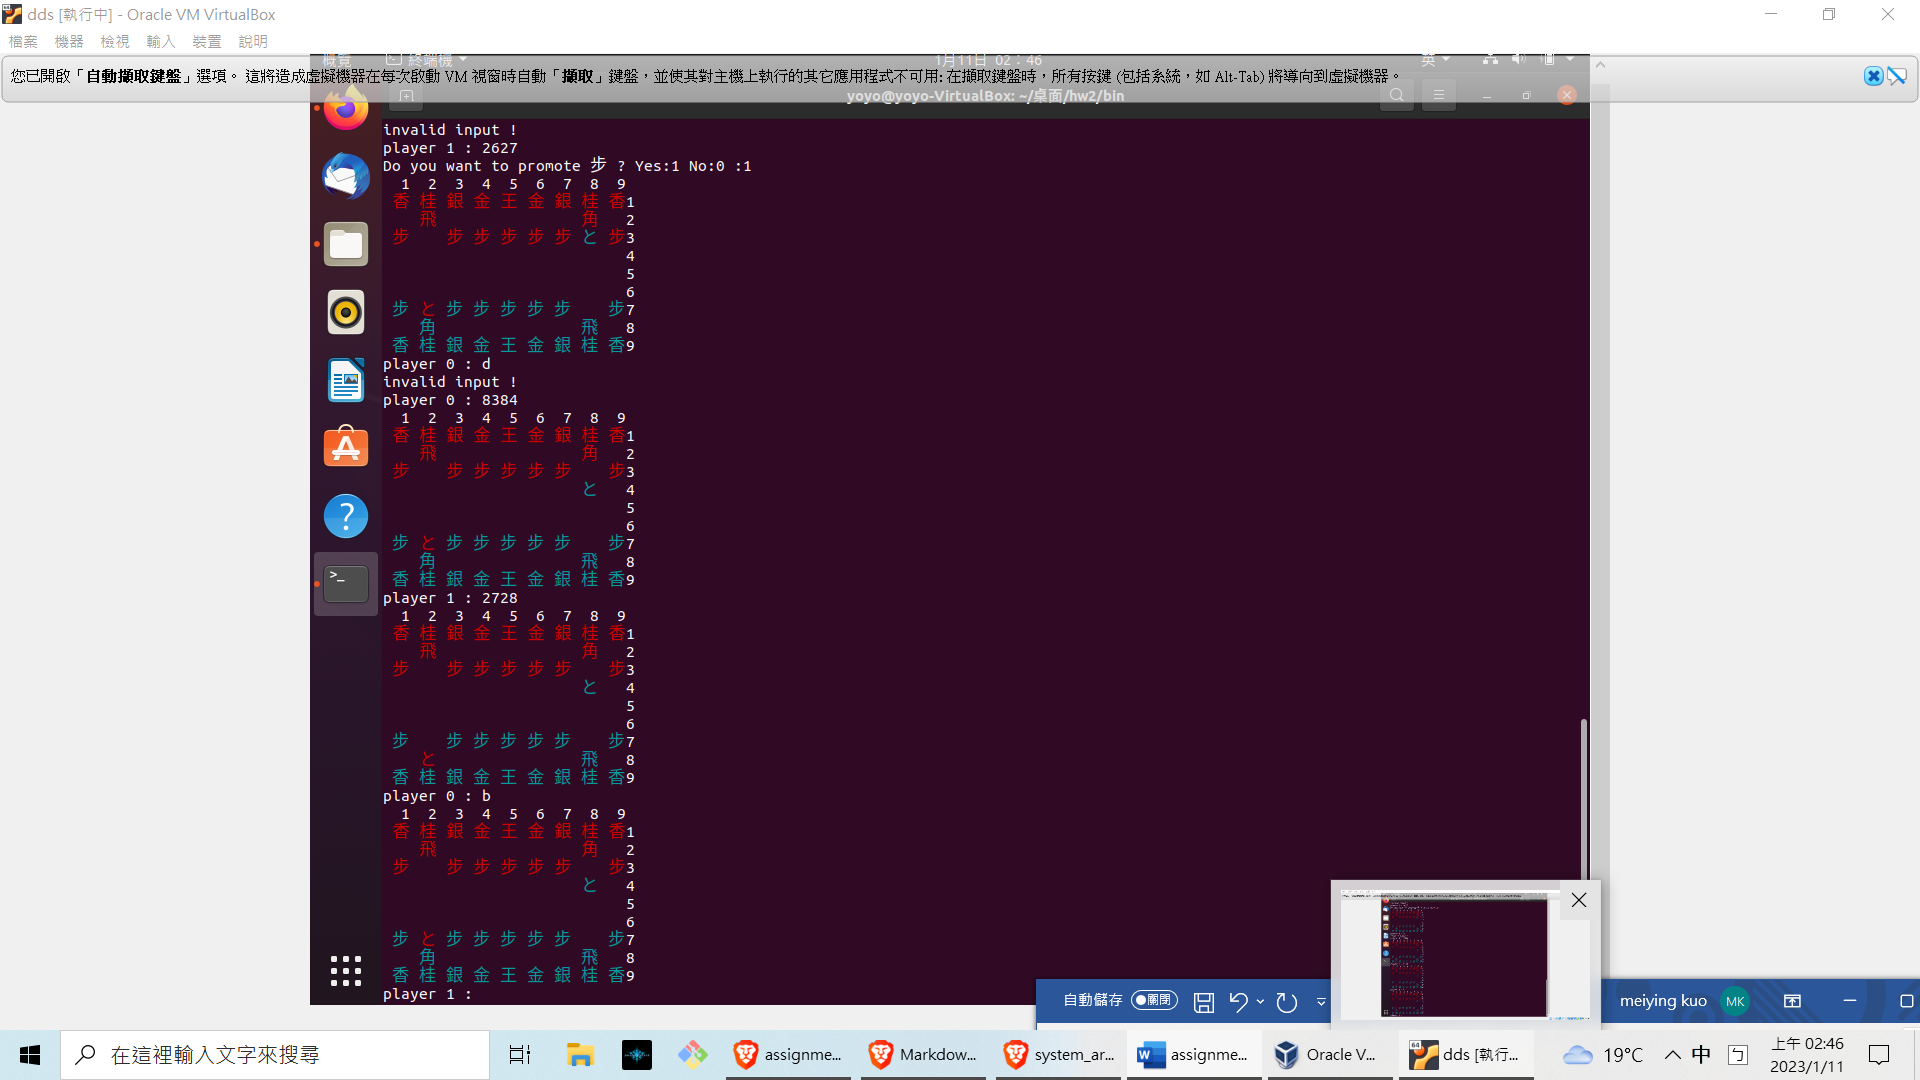 dds [執行中] - Oracle VM VirtualBox
檔案 機器 檢視 輸入 裝置 說明
概覽 終端機 1月11日 02：46 英
您已開啟「自動擷取鍵盤」選項。 這將造成虛擬機器在每次啟動 VM 視窗時自動「擷取」鍵盤，並使其對主機上執行的其它應用程式不可用: 在擷取鍵盤時，所有按鍵 (包括系統，如 Alt-Tab) 將導向到虛擬機器。
yoyo@yoyo-VirtualBox: ~/桌面/hw2/bin
invalid input !
player 1 : 2627
Do you want to promote 步 ? Yes:1 No:0 :1
1 2 3 4 5 6 7 8 9
香 桂 銀 金 王 金 銀 桂 香1
飛 角 2
步 步 步 步 步 步 と 步3
4
5
6
步 と 步 步 步 步 步 步7
角 飛 8
香 桂 銀 金 王 金 銀 桂 香9
player 0 : d
invalid input !
player 0 : 8384
1 2 3 4 5 6 7 8 9
香 桂 銀 金 王 金 銀 桂 香1
飛 角 2
步 步 步 步 步 步 步3
と 4
5
6
步 と 步 步 步 步 步 步7
角 飛 8
香 桂 銀 金 王 金 銀 桂 香9
player 1 : 2728
1 2 3 4 5 6 7 8 9
香 桂 銀 金 王 金 銀 桂 香1
飛 角 2
步 步 步 步 步 步 步3
と 4
5
6
步 步 步 步 步 步 步7
と 飛 8
香 桂 銀 金 王 金 銀 桂 香9
player 0 : b
1 2 3 4 5 6 7 8 9
香 桂 銀 金 王 金 銀 桂 香1
飛 角 2
步 步 步 步 步 步 步3
と 4
5
6
步 と 步 步 步 步 步 步7
角 飛 8
香 桂 銀 金 王 金 銀 桂 香9
player 1 :
自動儲存 關閉 meiying kuo MK
在這裡輸入文字來搜尋
assignme...
Markdow...
system_ar...
assignme...
Oracle V...
64 dds [執行...
19°C 中 ㄅ
上午 02:46
2023/1/11